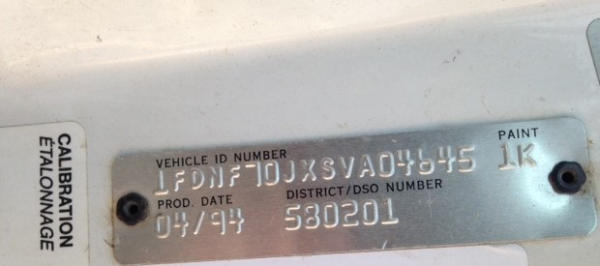 CALIBRATION
ÉTALONNAGE
VEHICLE ID NUMBER PAINT
1FDNF70JXSVA04645 1K
PROD. DATE DISTRICT/DSO NUMBER
04/94 580201